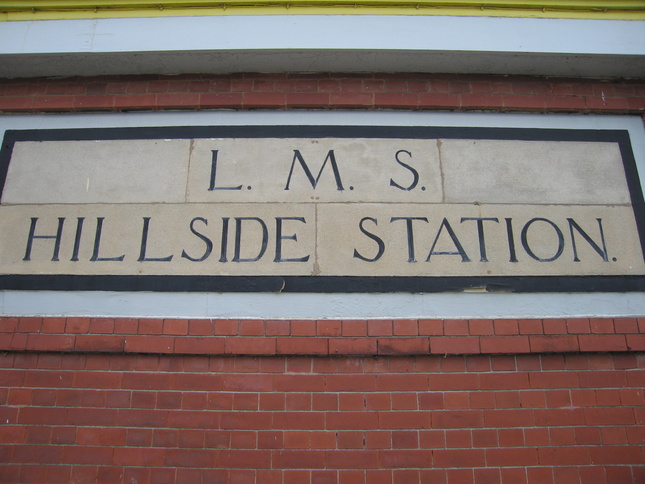 L. M. S.
HILLSIDE STATION.